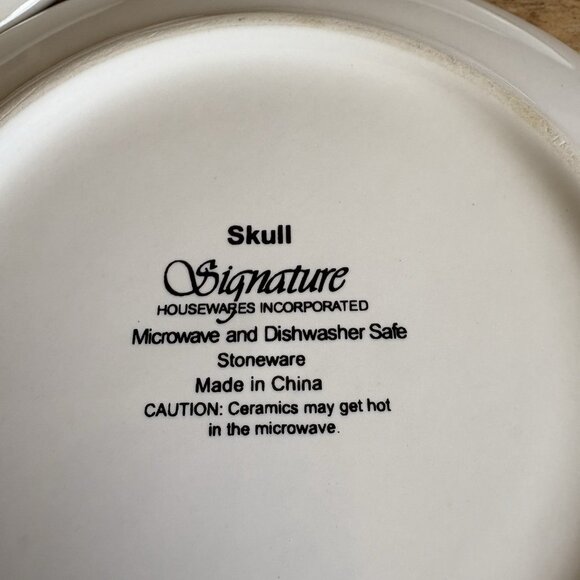 Skull
Signature
HOUSEWARES INCORPORATED
Microwave and Dishwasher Safe
Stoneware
Made in China
CAUTION: Ceramics may get hot
in the microwave.